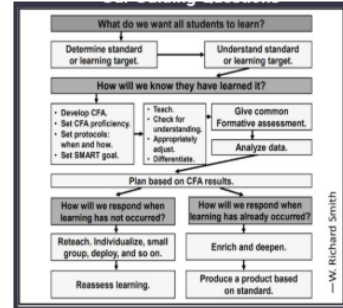 Our Guiding Questions
What do we want all students to learn?
Determine standard
or learning target.
Understand standard
or learning target.
How will we know they have learned it?
• Develop CFA.
• Set CFA proficiency.
• Set protocols:
when and how.
• Set SMART goal.
• Teach.
• Check for
understanding.
• Appropriately
adjust.
• Differentiate.
Give common
Formative assessment.
Analyze data.
Plan based on CFA results.
How will we respond when
learning has not occurred?
How will we respond when
learning has already occurred?
Reteach. Individualize, small
group, deploy, and so on.
Enrich and deepen.
Reassess learning.
Produce a product based
on standard.
—W. Richard Smith